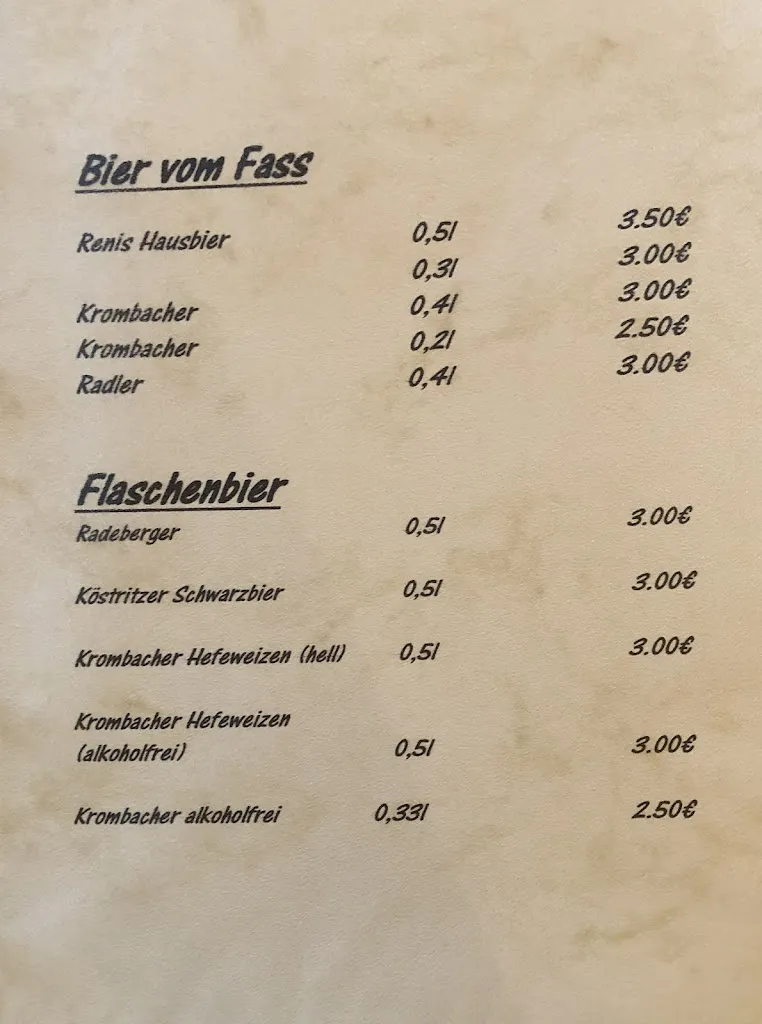 Bier vom Fass
Renis Hausbier 0,5l 3.50€
0,3l 3.00€
Krombacher 0,4l 3.00€
Krombacher 0,2l 2.50€
Radler 0,4l 3.00€
Flaschenbier
Radeberger 0,5l 3.00€
Köstritzer Schwarzbier 0,5l 3.00€
Krombacher Hefeweizen (hell) 0,5l 3.00€
Krombacher Hefeweizen
(alkoholfrei) 0,5l 3.00€
Krombacher alkoholfrei 0,33l 2.50€